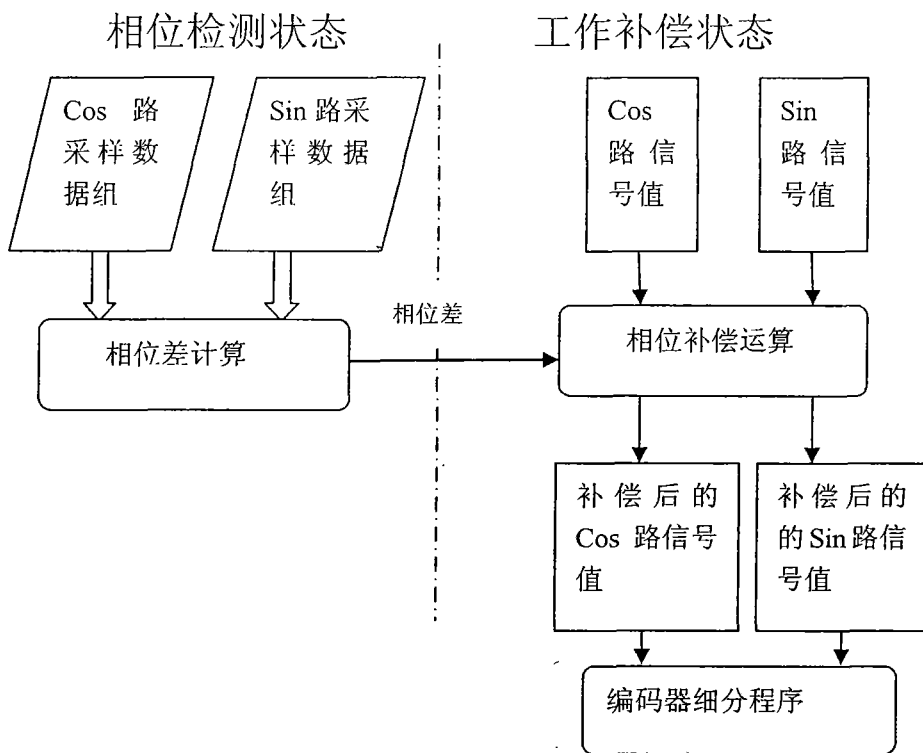 相位检测状态
工作补偿状态
Cos 路
采样数
据组
Sin 路采
样数据
组
Cos
路信
号值
Sin
路信
号值
相位差
相位差计算
相位补偿运算
补偿后的
Cos 路信号
值
补偿后的
的 Sin 路信
号值
编码器细分程序